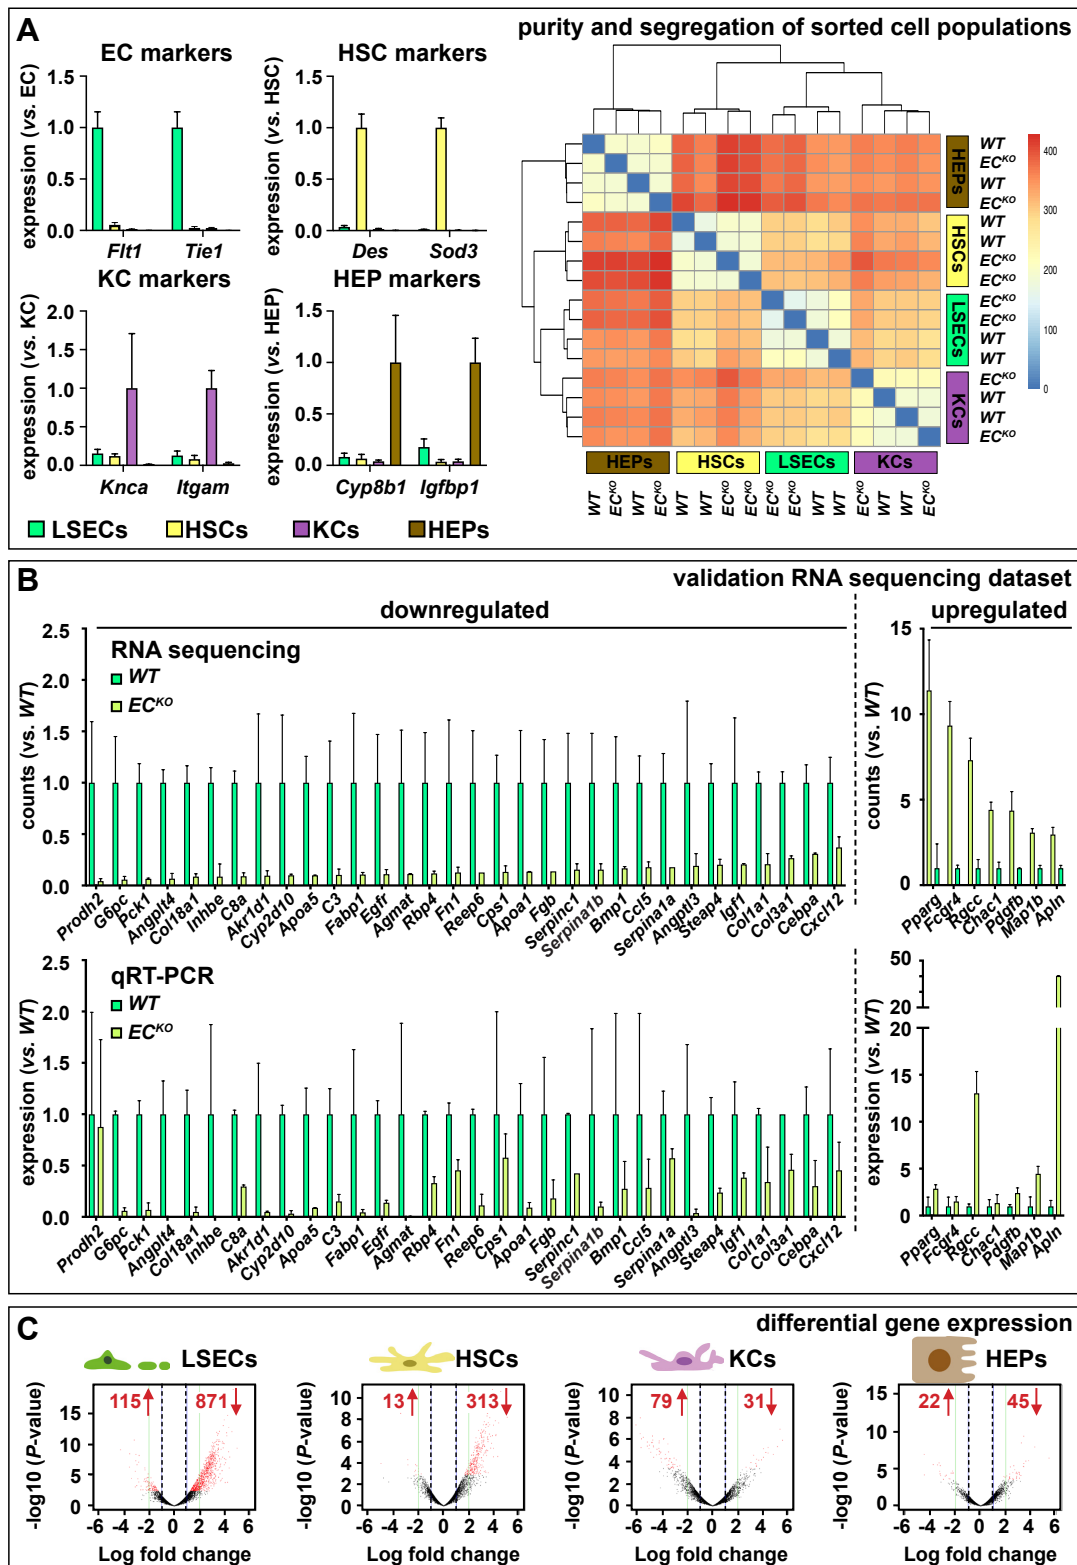 A
purity and segregation of sorted cell populations
EC markers
HSC markers
expression (vs. EC)
1.5
1.0
0.5
0.0
Flt1 Tie1
expression (vs. HSC)
1.5
1.0
0.5
0.0
Des Sod3
KC markers
HEP markers
expression (vs. KC)
2.0
1.5
1.0
0.5
0.0
Knca Itgam
expression (vs. HEP)
1.5
1.0
0.5
0
Cyp8b1 Igfbp1
LSECs HSCs KCs HEPs
HEPs
HSCs
LSECs
KCs
WT
EC^KO
WT
EC^KO
WT
WT
EC^KO
EC^KO
EC^KO
EC^KO
WT
WT
EC^KO
WT
WT
EC^KO
400
300
200
100
0
HEPs HSCs LSECs KCs
WT EC^KO WT EC^KO WT WT EC^KO EC^KO EC^KO EC^KO WT WT EC^KO WT WT EC^KO
B
validation RNA sequencing dataset
downregulated
upregulated
RNA sequencing
WT
EC^KO
counts (vs. WT)
2.5
2.0
1.5
1.0
0.5
0.0
Prodh2 G6pc Pck1 Angplt4 Col18a1 Inhbe C8a Akr1d1 Cyp2d10 Apoa5 C3 Fabp1 Egfr Agmat Rbp4 Fn1 Reep6 Cps1 Apoa1 Fgb Serpinc1 Serpina1b Bmp1 Ccl5 Serpina1a Angptl3 Steap4 Igf1 Col1a1 Col3a1 Cebpa Cxcl12
counts (vs. WT)
15
10
5
0
Pparg Fcgr4 Rgcc Chac1 Pdgfb Map1b Apln
qRT-PCR
WT
EC^KO
expression (vs. WT)
2.0
1.5
1.0
0.5
0.0
Prodh2 G6pc Pck1 Angplt4 Col18a1 Inhbe C8a Akr1d1 Cyp2d10 Apoa5 C3 Fabp1 Egfr Agmat Rbp4 Fn1 Reep6 Cps1 Apoa1 Fgb Serpinc1 Serpina1b Bmp1 Ccl5 Serpina1a Angptl3 Steap4 Igf1 Col1a1 Col3a1 Cebpa Cxcl12
expression (vs. WT)
50
20
20
15
10
5
0
Pparg Fcgr4 Rgcc Chac1 Pdgfb Map1b Apln
C
differential gene expression
LSECs
HSCs
KCs
HEPs
-log10 (P-value)
15
10
5
0
115 871
-6 -4 -2 0 2 4 6
Log fold change
-log10 (P-value)
10
8
6
4
2
0
13 313
-6 -4 -2 0 2 4 6
Log fold change
-log10 (P-value)
8
6
4
2
0
79 31
-6 -4 -2 0 2 4 6
Log fold change
-log10 (P-value)
15
10
5
0
22 45
-6 -4 -2 0 2 4 6
Log fold change